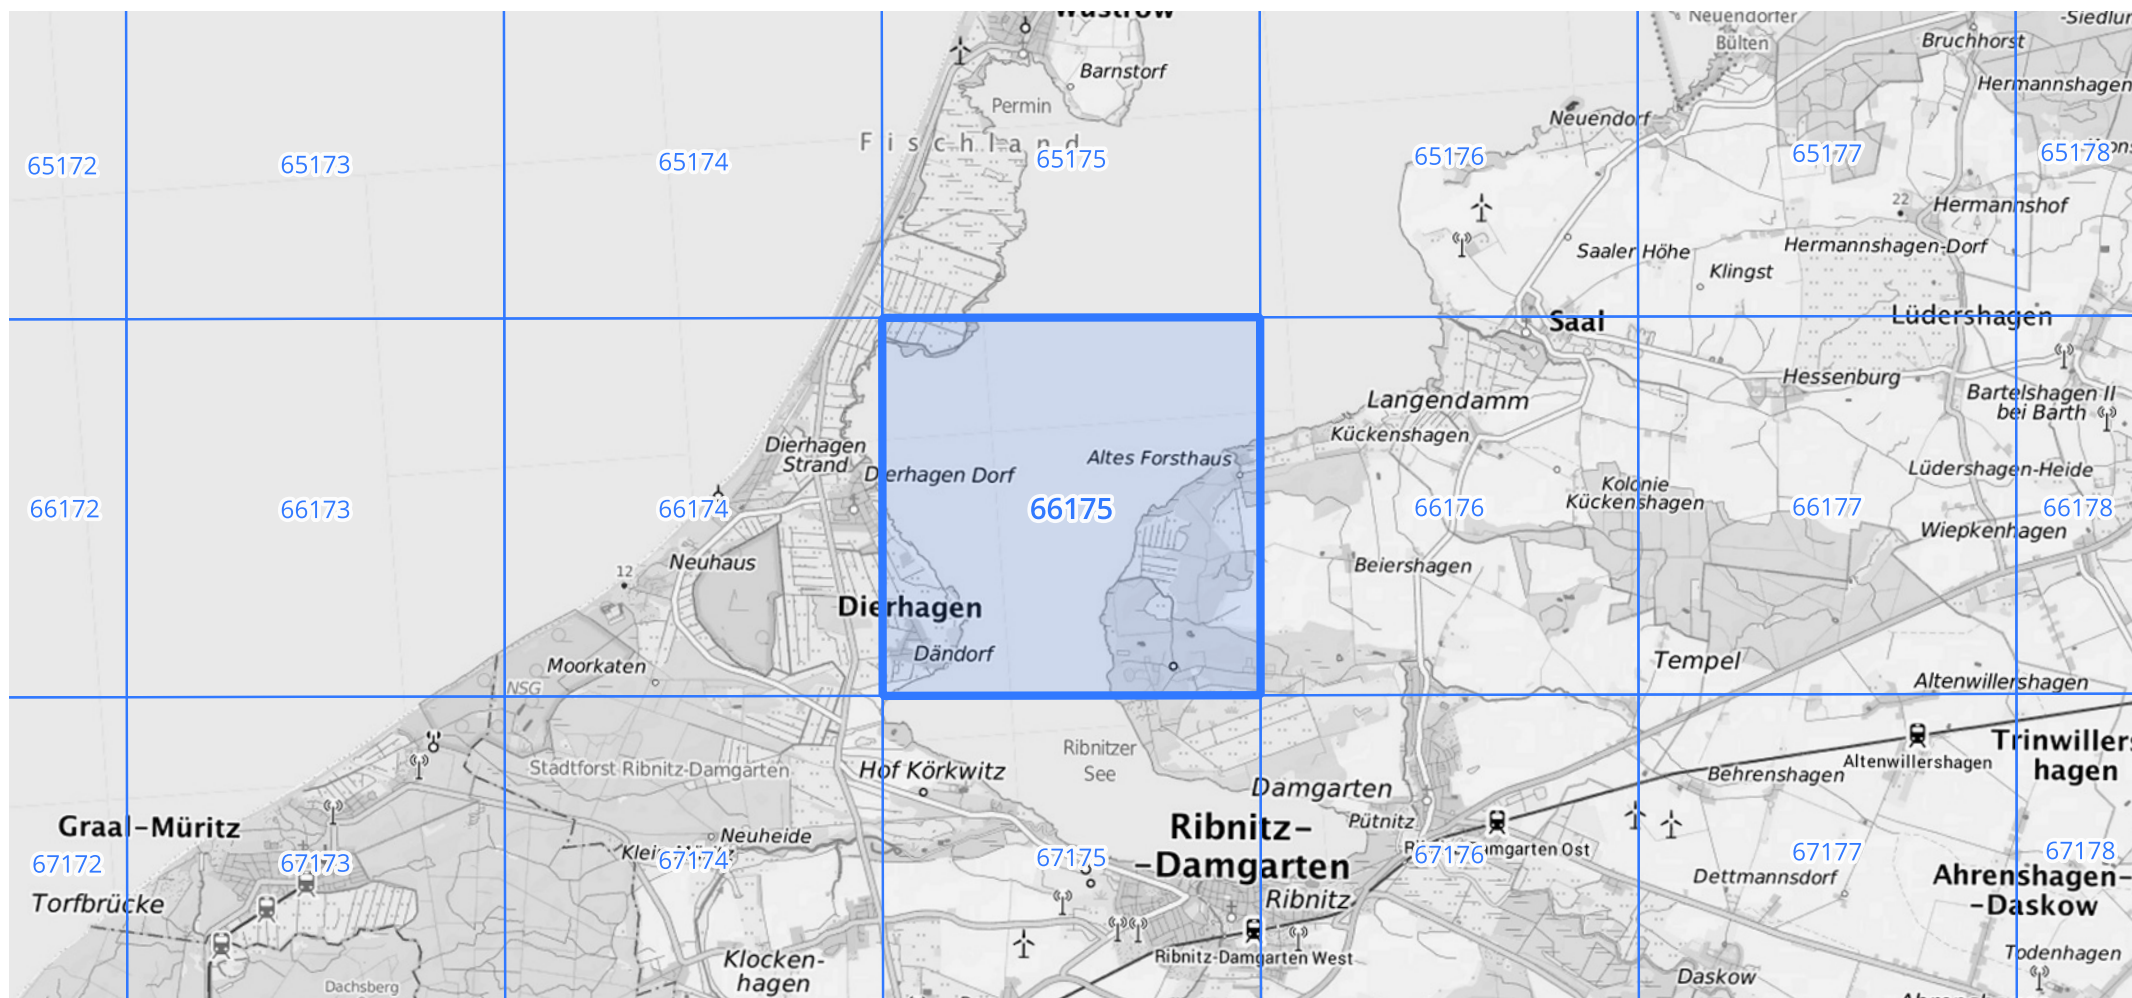 Wustrow
Neuendorfer
Bülten
Bruchhorst
Barnstorf
Hermannshagen
Permin
Neuendorf
Fischland
65172
65173
65174
65175
65176
65177
65178
22
Hermannshof
Saaler Höhe
Hermannshagen-Dorf
Klingst
Saal
Lüdershagen
Hessenburg
Langendamm
Bartelshagen II
bei Barth
Kückenshagen
Dierhagen
Strand
Altes Forsthaus
Dierhagen Dorf
Lüdershagen-Heide
Kolonie
Kückenshagen
66172
66173
66174
66175
66176
66177
66178
Wiepkenhagen
Neuhaus
12
Beiershagen
Dierhagen
Dändorf
Moorkaten
Tempel
NSG
Altenwillershagen
Ribnitzer
See
Trinwillers
hagen
Altenwillershagen
Stadtforst Ribnitz-Damgarten
Hof Körkwitz
Behrenshagen
Damgarten
Graal-Müritz
Ribnitz-
-Damgarten
Pütnitz
Neuheide
67172
67173
67174
67175
67176
67177
67178
Dettmannsdorf
Ahrenshagen-
-Daskow
Torfbrücke
Ribnitz
Klocken-
hagen
Ribnitz-Damgarten West
Todenhagen
Daskow
Dachsberg